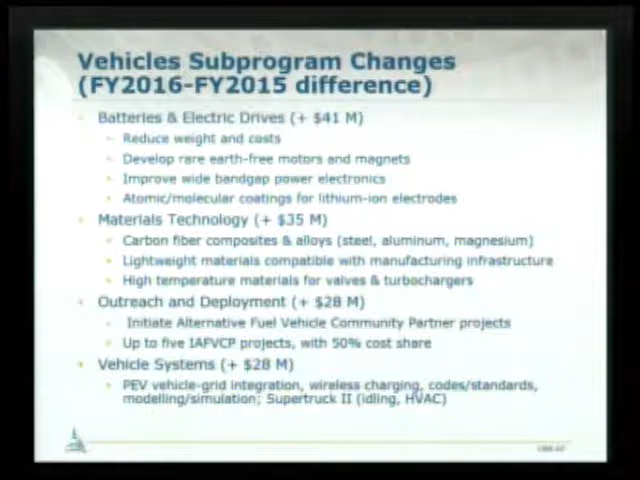 Vehicles Subprogram Changes
(FY2016-FY2015 difference)
Batteries & Electric Drives (+ $41 M)
Reduce weight and costs
Develop rare earth-free motors and magnets
Improve wide bandgap power electronics
Atomic/molecular coatings for lithium-ion electrodes
Materials Technology (+ $35 M)
Carbon fiber composites & alloys (steel, aluminum, magnesium)
Lightweight materials compatible with manufacturing infrastructure
High temperature materials for valves & turbochargers
Outreach and Deployment (+ $28 M)
Initiate Alternative Fuel Vehicle Community Partner projects
Up to five IAFVCP projects, with 50% cost share
Vehicle Systems (+ $28 M)
PEV vehicle-grid integration, wireless charging, codes/standards,
modelling/simulation; Supertruck II (idling, HVAC)